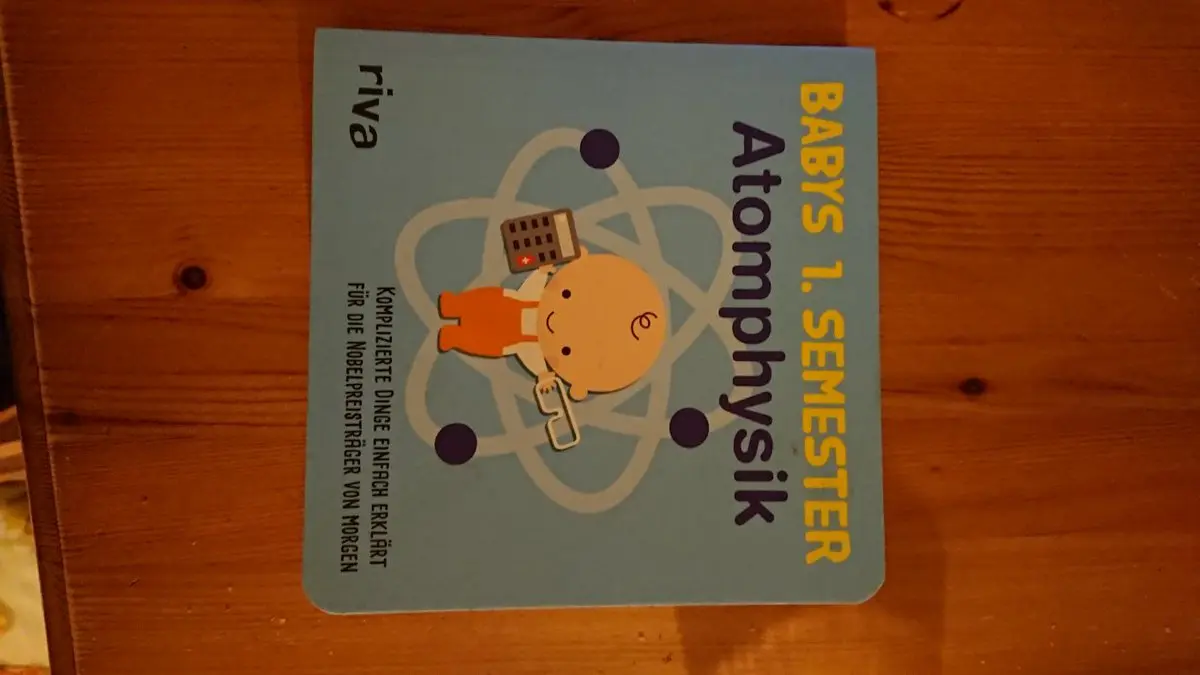 BABYS 1. SEMESTER
Atomphysik
KOMPLIZIERTE DINGE EINFACH ERKLÄRT
FÜR DIE NOBELPREISTRÄGER VON MORGEN
riva